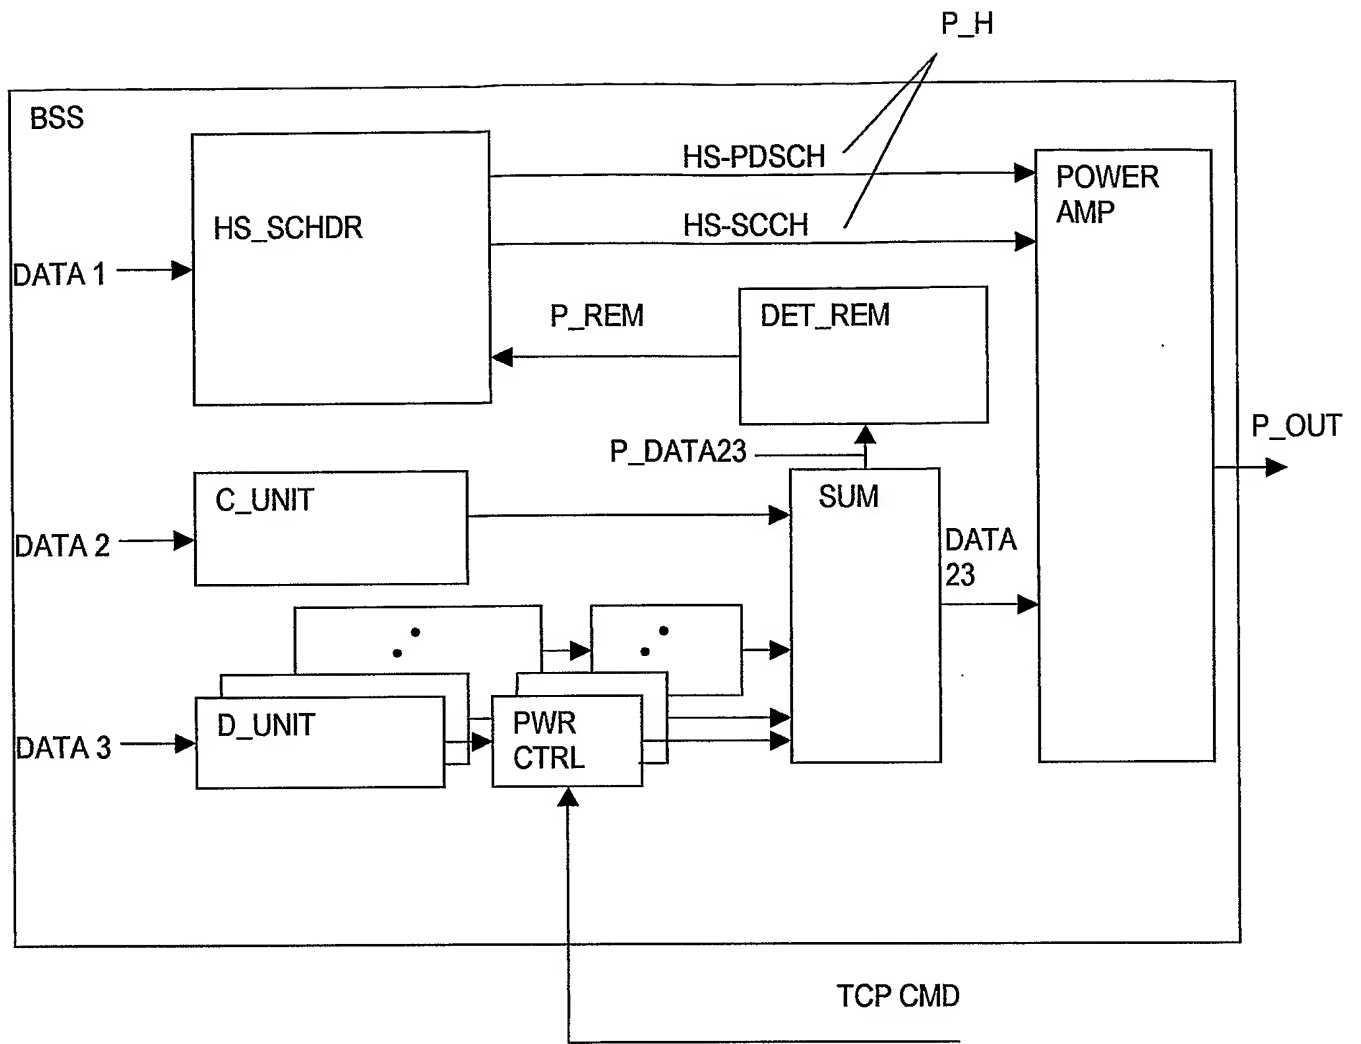 P_H
BSS
HS-PDSCH
POWER
AMP
HS_SCHDR
HS-SCCH
DATA 1
P_REM
DET_REM
P_OUT
P_DATA23
C_UNIT
SUM
DATA 2
DATA
23
D_UNIT
PWR
CTRL
DATA 3
TCP CMD